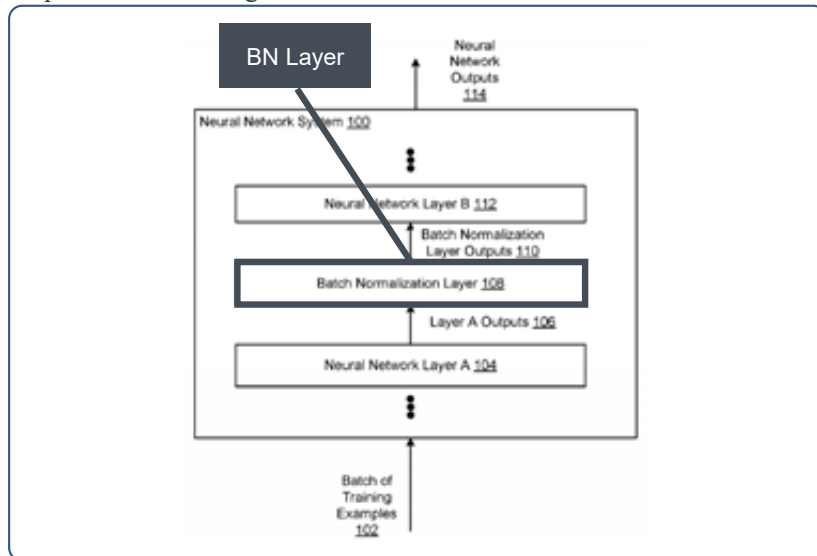 BN Layer
Neural
Network
Outputs
114
Neural Network System 100
Neural Network Layer B 112
Batch Normalization
Layer Outputs 110
Batch Normalization Layer 108
Layer A Outputs 106
Neural Network Layer A 104
Batch of
Training
Examples
102